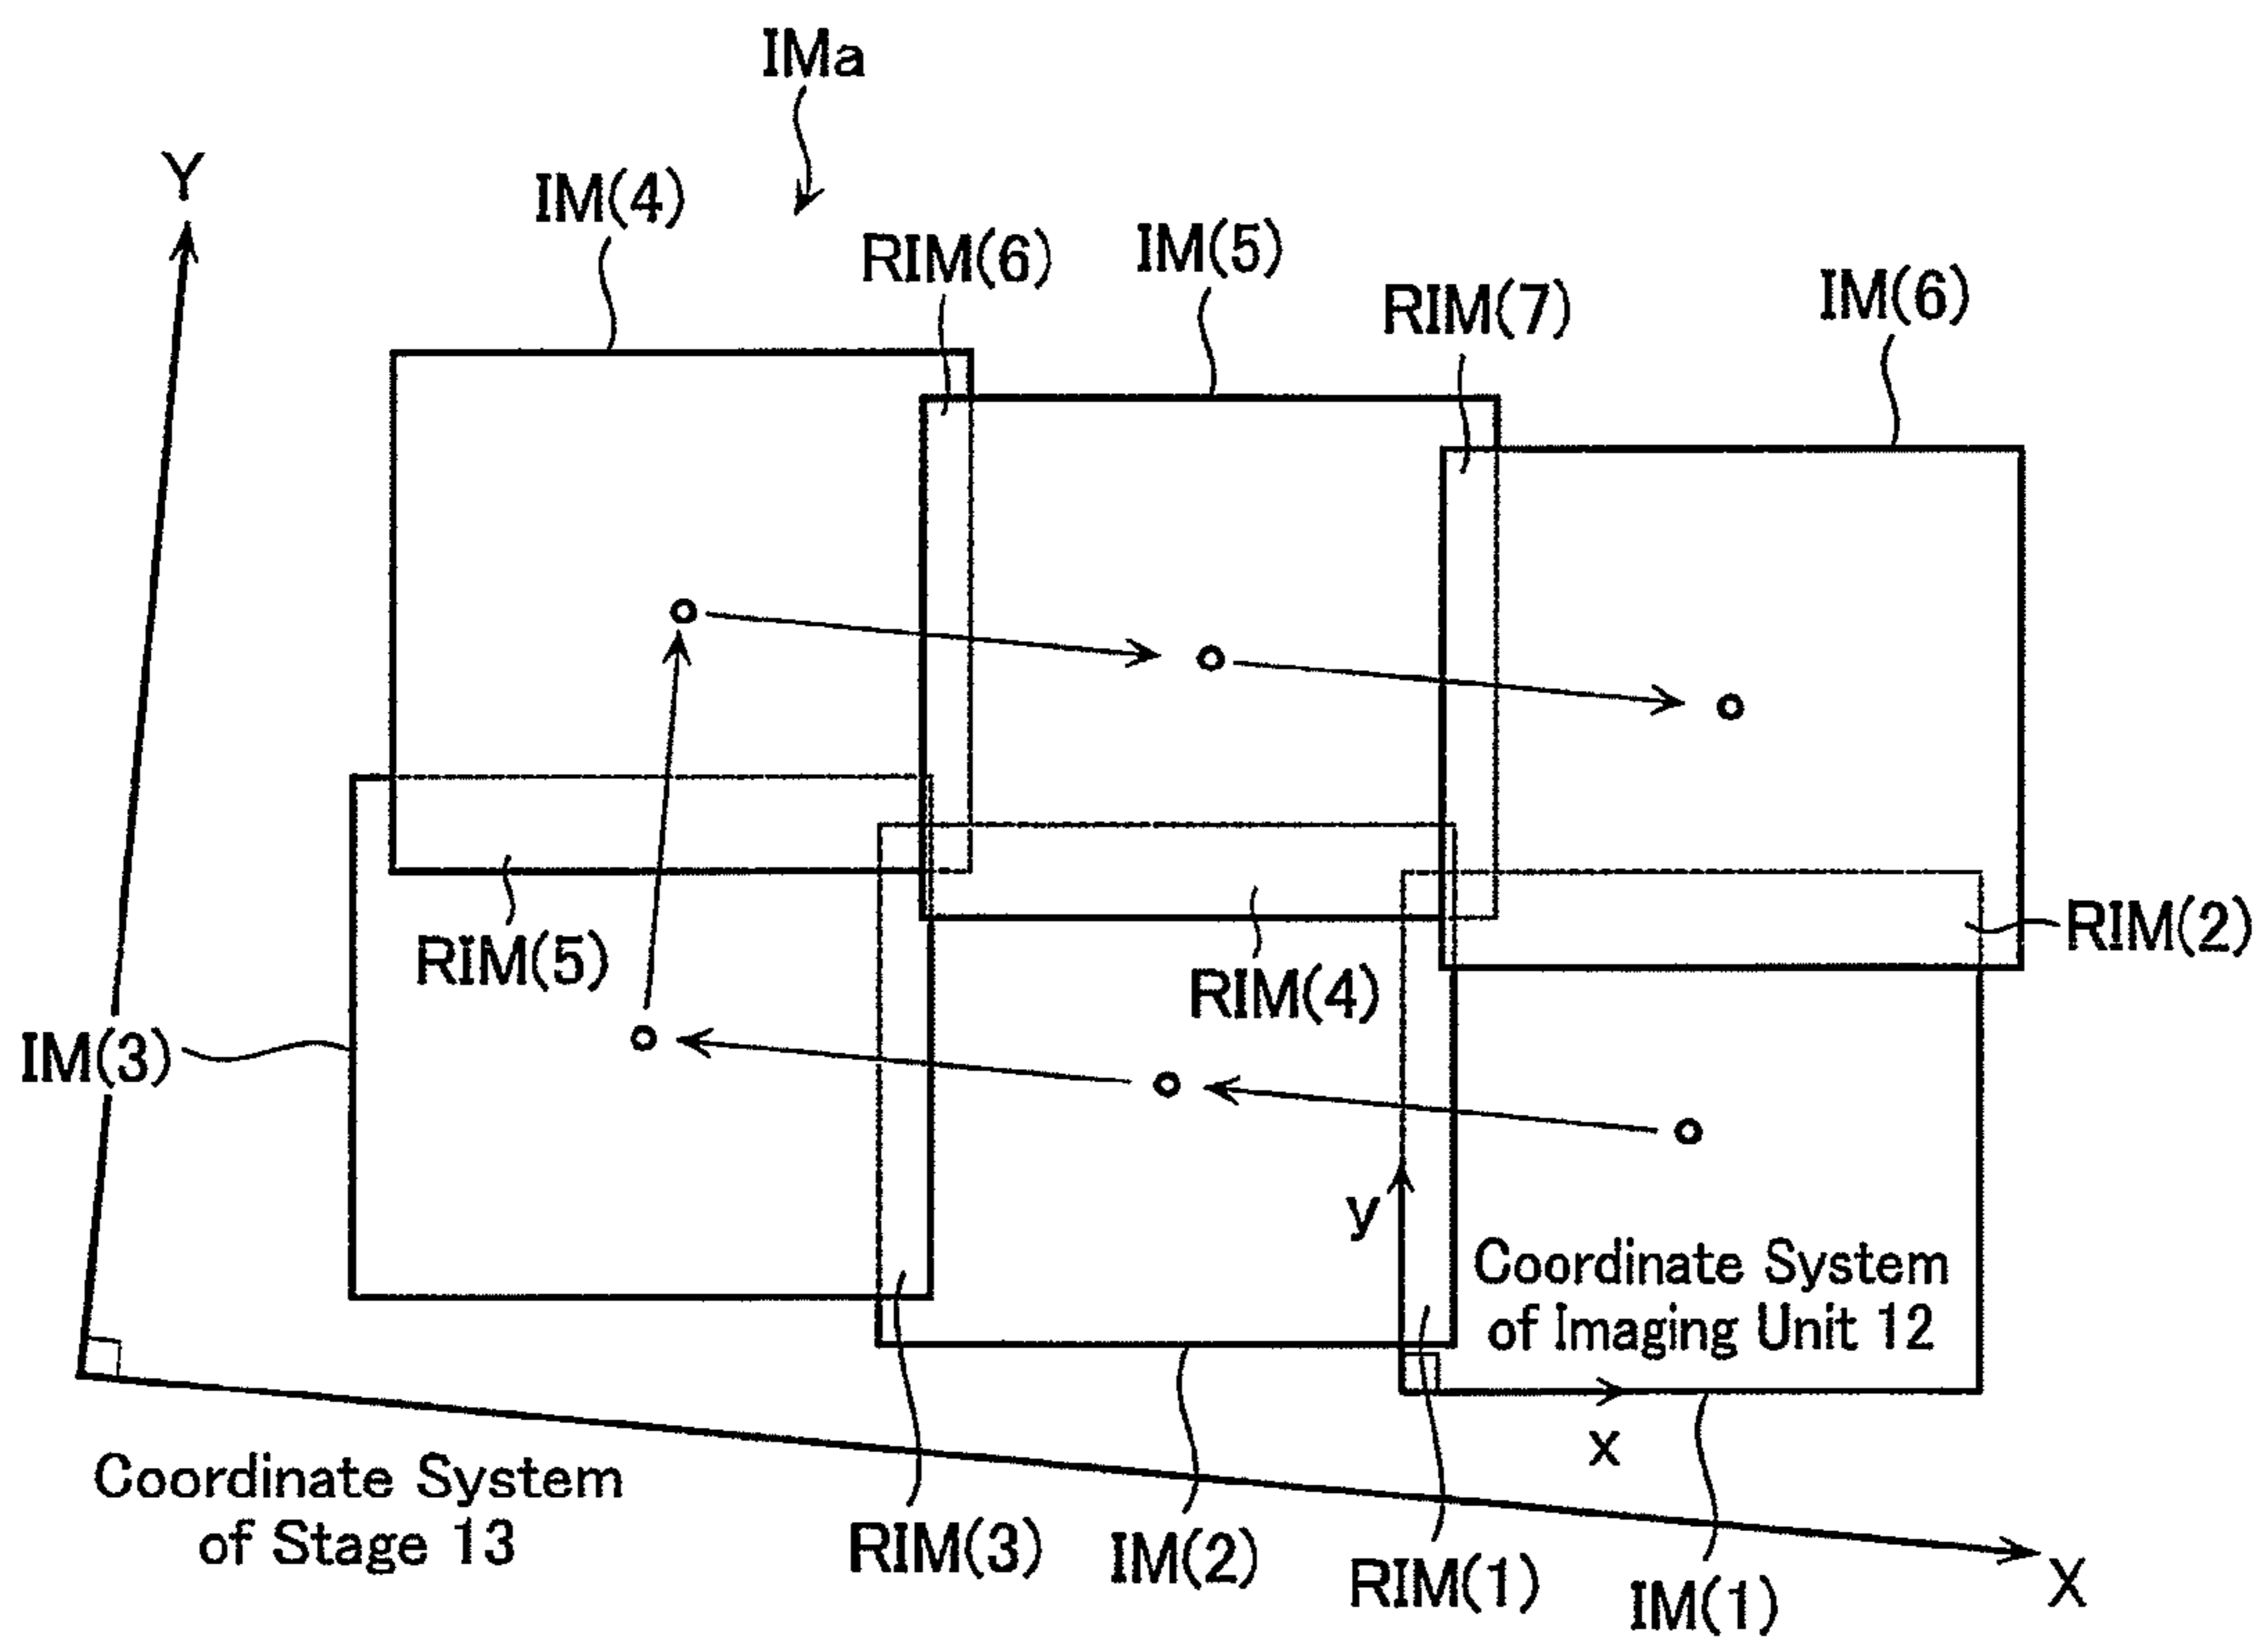 IMa
Y
IM(4)
RIM(6)
IM(5)
RIM(7)
IM(6)
RIM(5)
RIM(4)
RIM(2)
IM(3)
y
Coordinate System
of Imaging Unit 12
x
Coordinate System
of Stage 13
RIM(3)
IM(2)
RIM(1)
IM(1)
X